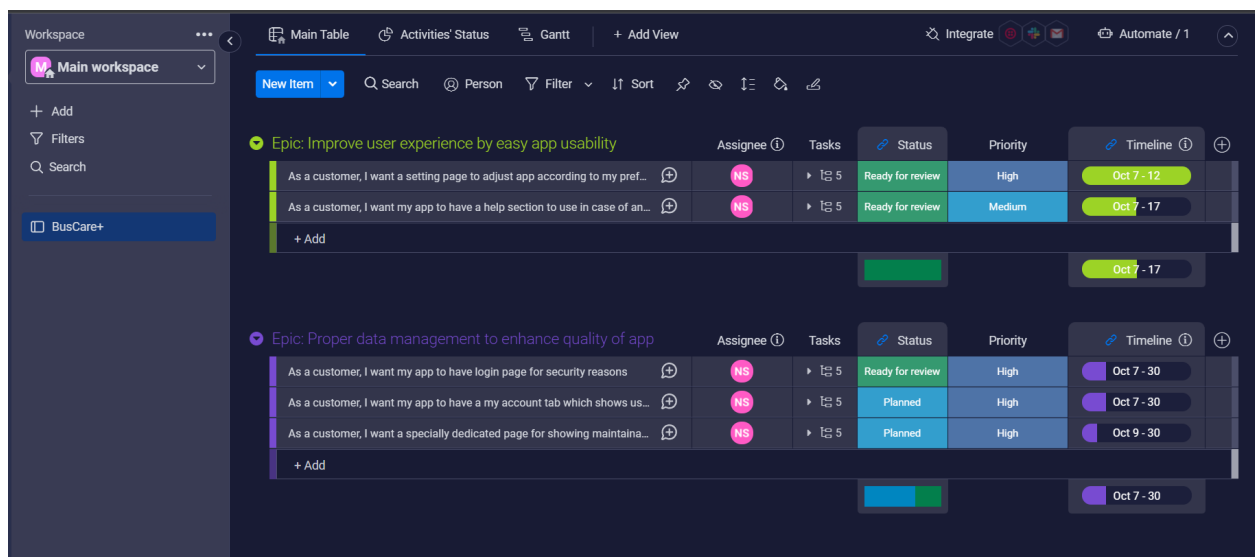 Workspace
M Main workspace
Add
Filters
Search
BusCare+
Main Table Activities' Status Gantt + Add View Integrate Automate / 1
New Item Search Person Filter Sort
Epic: Improve user experience by easy app usability Assignee Tasks Status Priority Timeline
As a customer, I want a setting page to adjust app according to my pref... NS 5 Ready for review High Oct 7 - 12
As a customer, I want my app to have a help section to use in case of an... NS 5 Ready for review Medium Oct 7 - 17
+ Add
Oct 7 - 17
Epic: Proper data management to enhance quality of app Assignee Tasks Status Priority Timeline
As a customer, I want my app to have login page for security reasons NS 5 Ready for review High Oct 7 - 30
As a customer, I want my app to have a my account tab which shows us... NS 5 Planned High Oct 7 - 30
As a customer, I want a specially dedicated page for showing maintaina... NS 5 Planned High Oct 9 - 30
+ Add
Oct 7 - 30